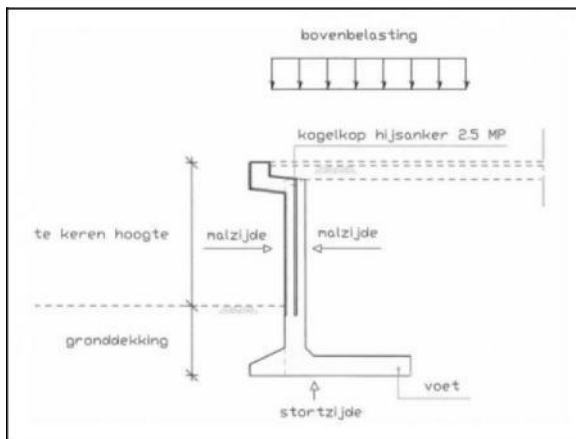 bovenbelasting
kogelkop hijsanker 2.5 MP
te keren hoogte
malzijde
malzijde
gronddekking
voet
stortzijde